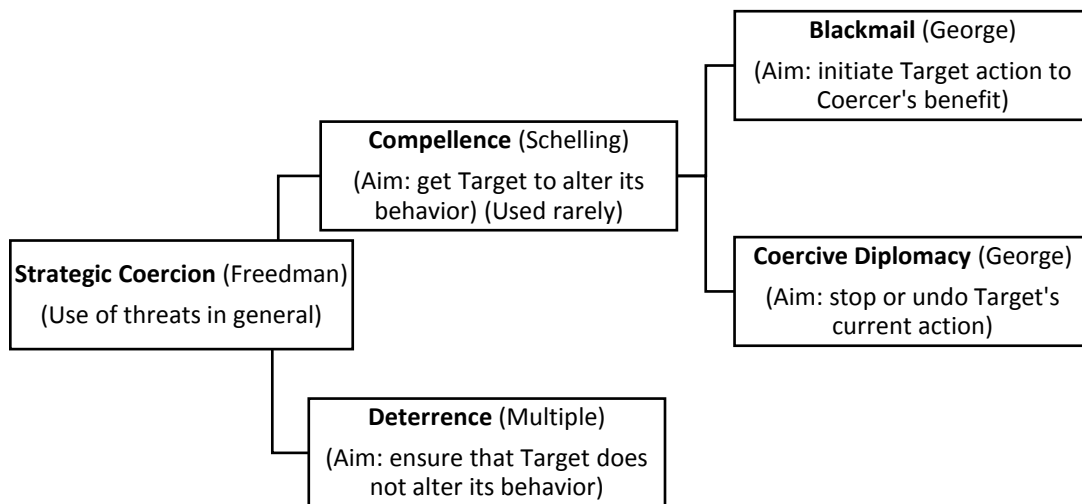 Blackmail (George)
(Aim: initiate Target action to
Coercer's benefit)
Compellence (Schelling)
(Aim: get Target to alter its
behavior) (Used rarely)
Strategic Coercion (Freedman)
(Use of threats in general)
Coercive Diplomacy (George)
(Aim: stop or undo Target's
current action)
Deterrence (Multiple)
(Aim: ensure that Target does
not alter its behavior)